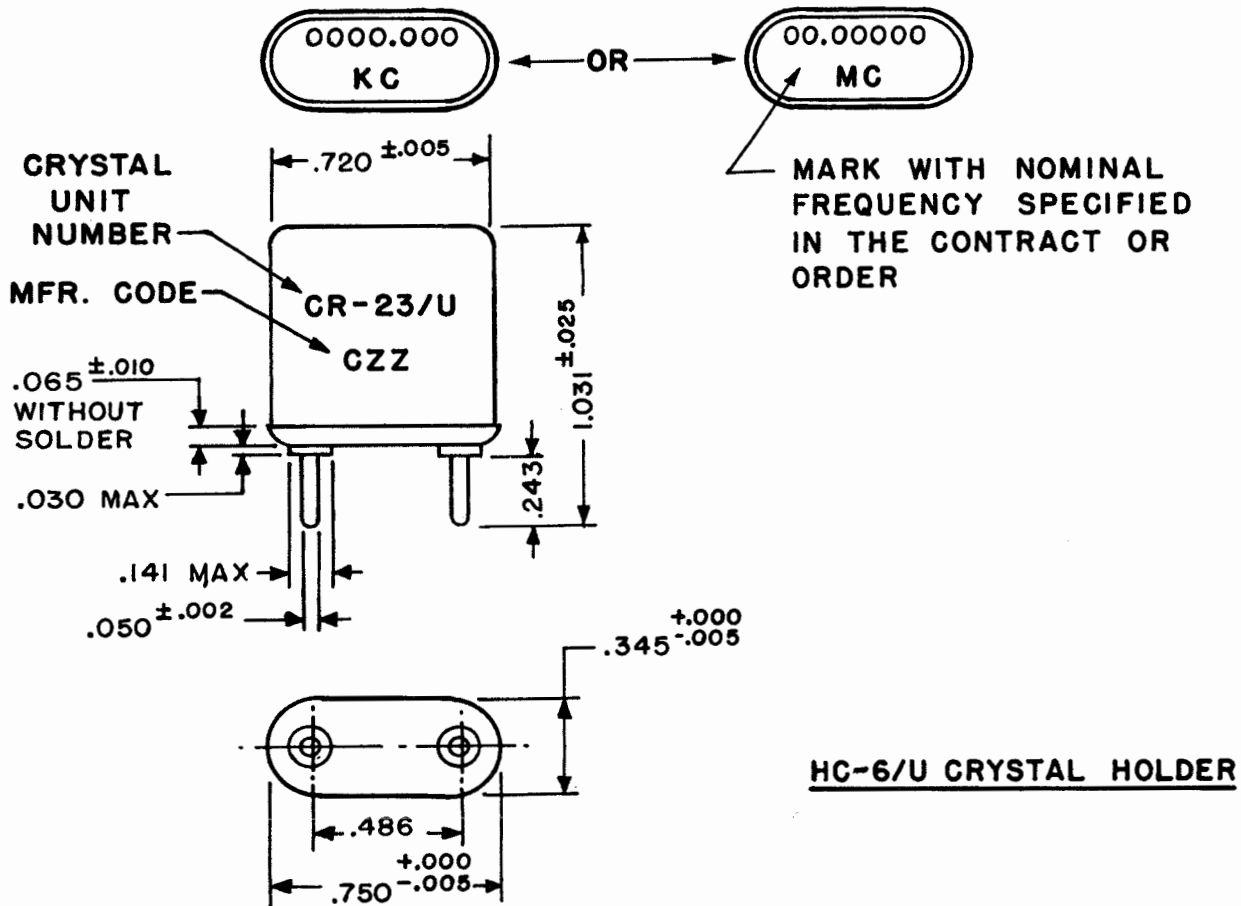 0000.000
KC
OR
00.00000
MC
MARK WITH NOMINAL
FREQUENCY SPECIFIED
IN THE CONTRACT OR
ORDER
.720 ±.005
CRYSTAL
UNIT
NUMBER
MFR. CODE
CR-23/U
CZZ
1.031 ±.025
.065 ±.010
WITHOUT
SOLDER
.030 MAX
.243
.141 MAX
.050 ±.002
.345 +.000 -.005
HC-6/U CRYSTAL HOLDER
.486
.750 +.000 -.005